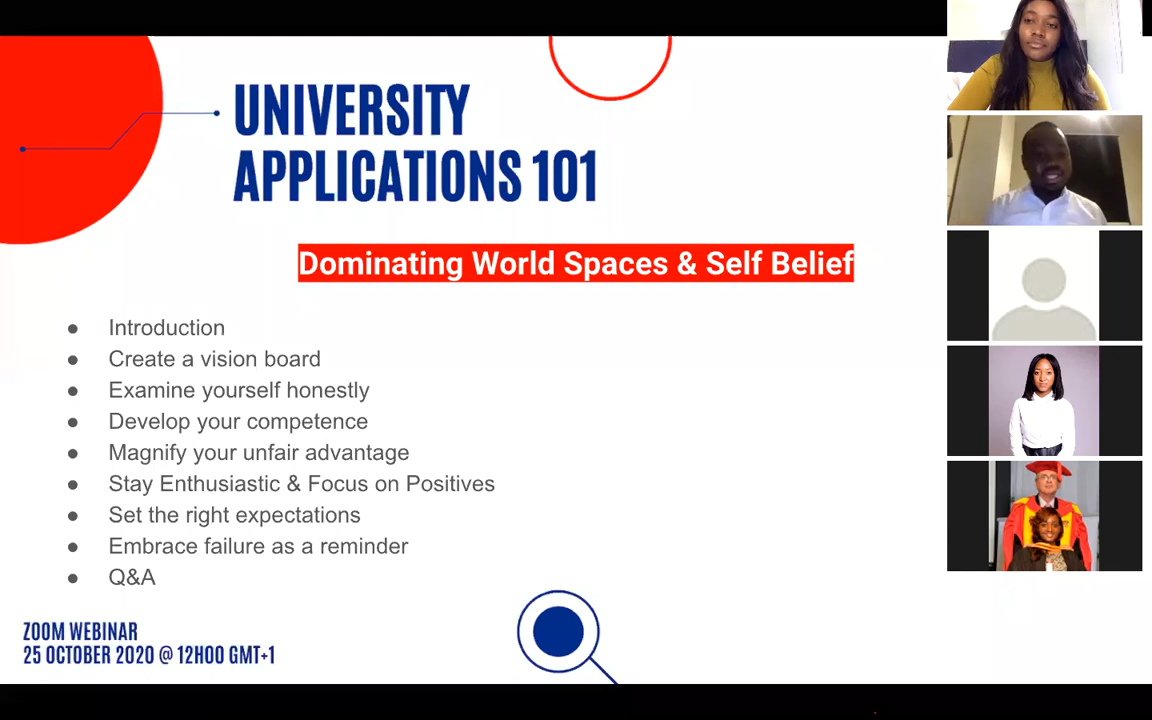 UNIVERSITY
APPLICATIONS 101
Dominating World Spaces & Self Belief
● Introduction
● Create a vision board
● Examine yourself honestly
● Develop your competence
● Magnify your unfair advantage
● Stay Enthusiastic & Focus on Positives
● Set the right expectations
● Embrace failure as a reminder
● Q&A
ZOOM WEBINAR
25 OCTOBER 2020 @ 12H00 GMT+1